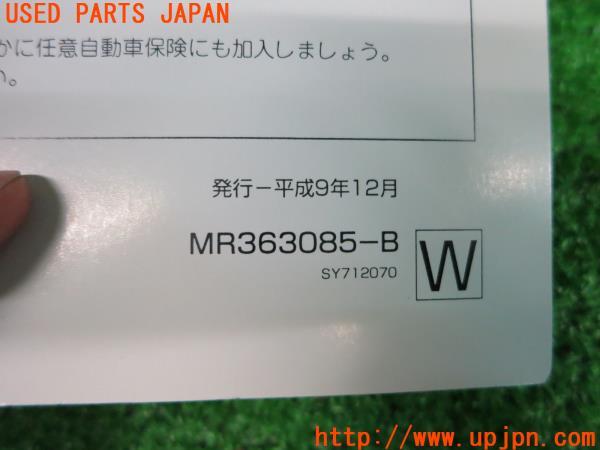 USED PARTS JAPAN
かに任意自動車保険にも加入しましょう。
い。
発行－平成9年12月
MR363085－B
SY712070
W
http://www.upjpn.com